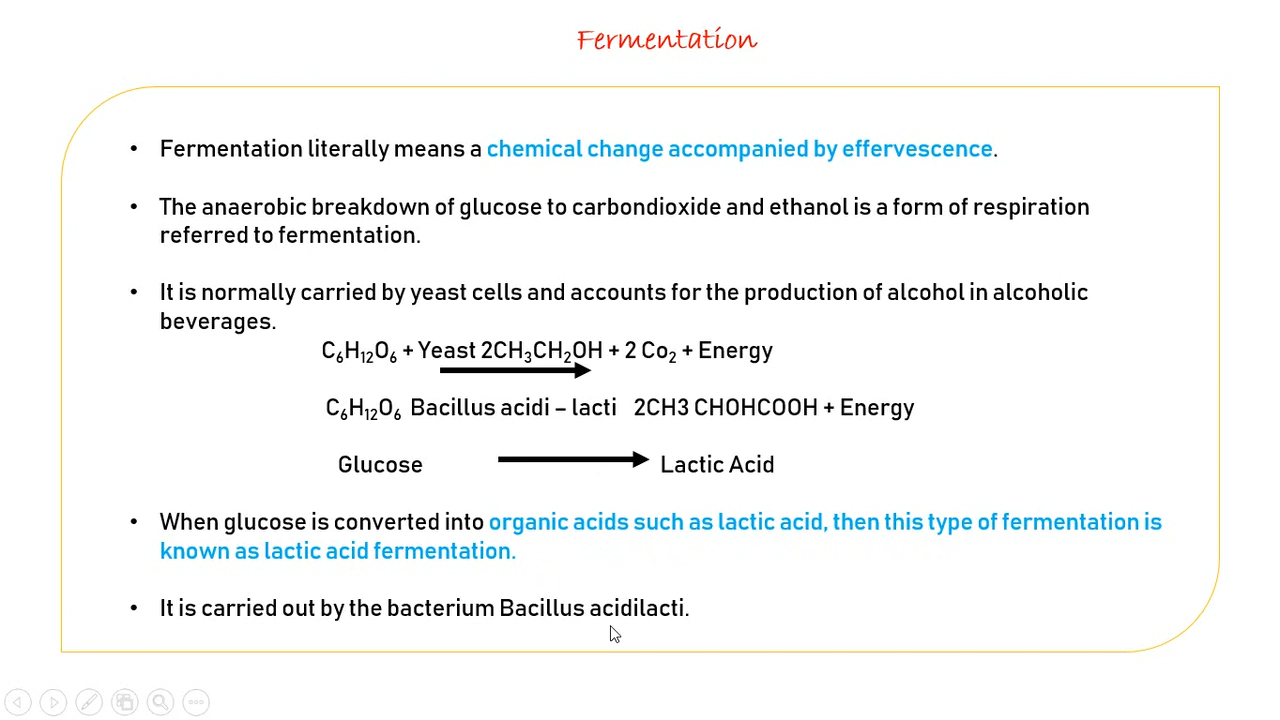 Fermentation
• Fermentation literally means a chemical change accompanied by effervescence.
• The anaerobic breakdown of glucose to carbondioxide and ethanol is a form of respiration
referred to fermentation.
• It is normally carried by yeast cells and accounts for the production of alcohol in alcoholic
beverages.
C₆H₁₂O₆ + Yeast 2CH₃CH₂OH + 2 Co₂ + Energy
C₆H₁₂O₆ Bacillus acidi – lacti 2CH3 CHOHCOOH + Energy
Glucose Lactic Acid
• When glucose is converted into organic acids such as lactic acid, then this type of fermentation is
known as lactic acid fermentation.
• It is carried out by the bacterium Bacillus acidilacti.